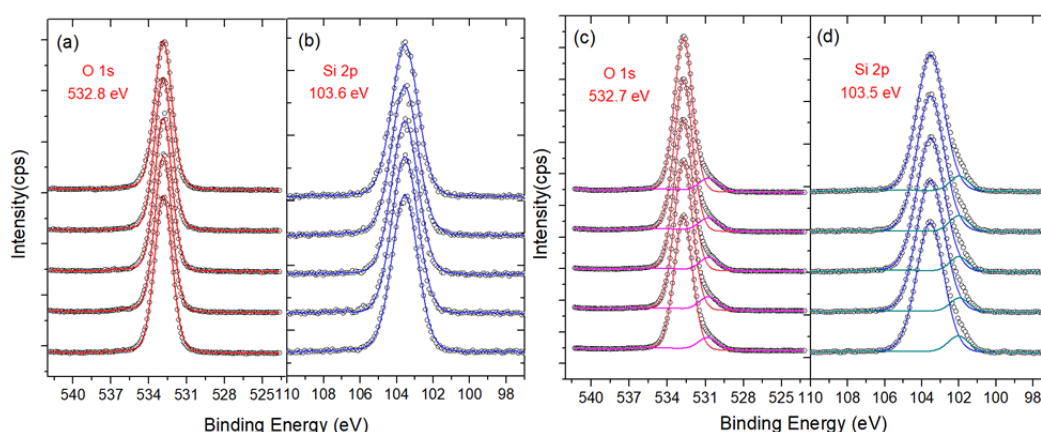 (a)
O 1s
532.8 eV
(b)
Si 2p
103.6 eV
(c)
O 1s
532.7 eV
(d)
Si 2p
103.5 eV
Intensity(cps)
Intensity(cps)
540 537 534 531 528 525 110 108 106 104 102 100 98
540 537 534 531 528 525 110 108 106 104 102 100 98
Binding Energy (eV)
Binding Energy (eV)